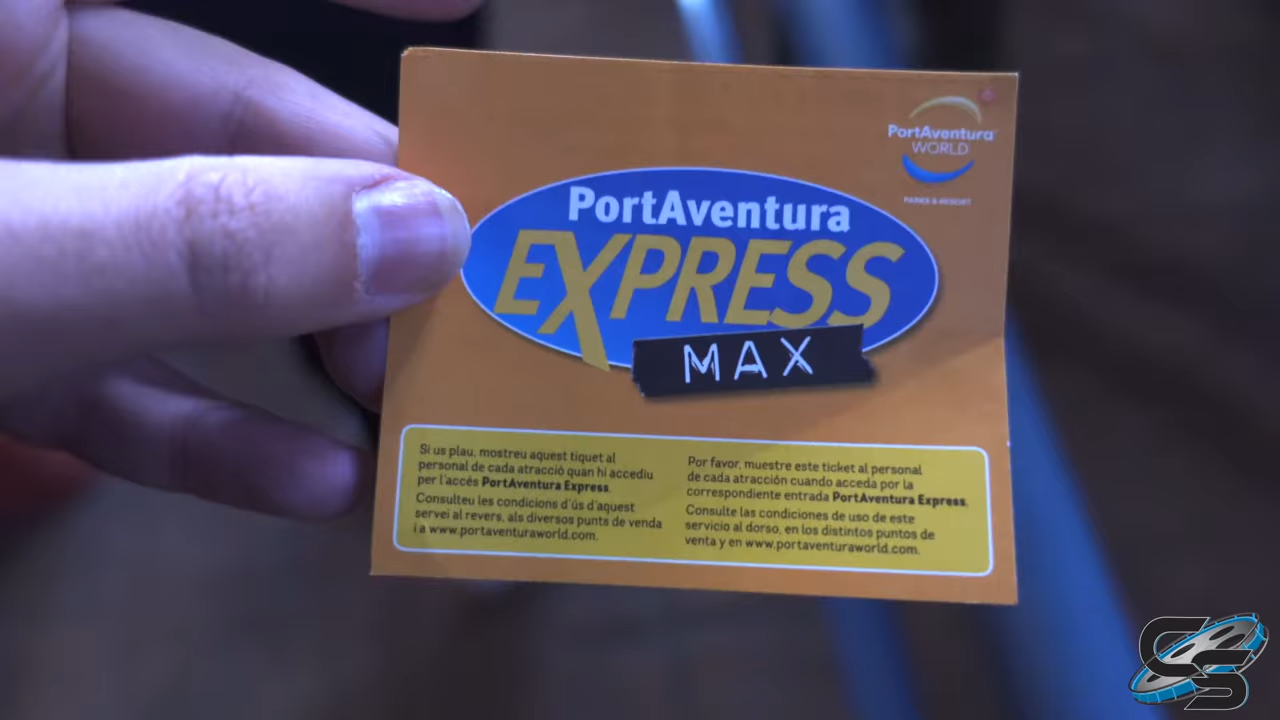 PortAventura
WORLD
PARKS & RESORT
PortAventura
EXPRESS
MAX
Si us plau, mostreu aquest tiquet al
personal de cada atracció quan hi accediu
per l'accés PortAventura Express.
Consulteu les condicions d'ús d'aquest
servei al revers, als diversos punts de venda
i a www.portaventuraworld.com.
Por favor, muestre este ticket al personal
de cada atracción cuando acceda por la
correspondiente entrada PortAventura Express.
Consulte las condiciones de uso de este
servicio al dorso, en los distintos puntos de
venta y en www.portaventuraworld.com.
CS